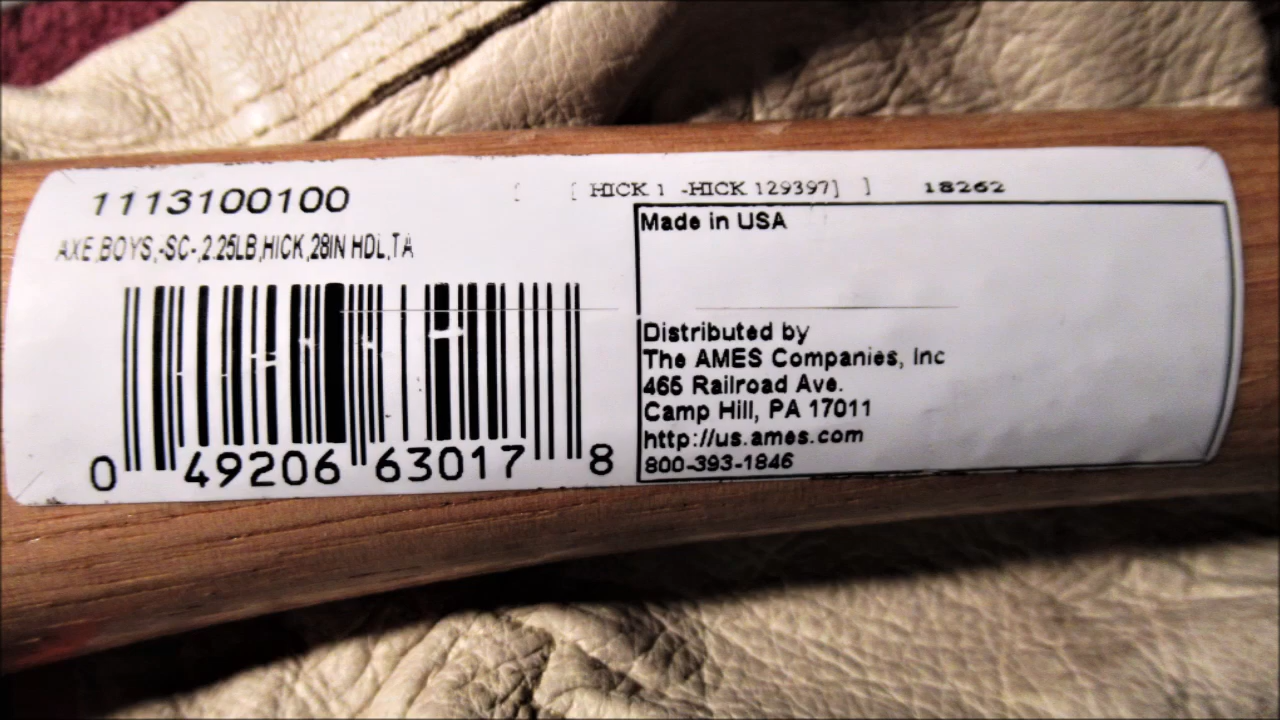 1113100100
[ [ HICK 1 -HICK 129397] ] 18262
AXE,BOYS,-SC-,2.25LB,HICK,28IN HDL,TA
Made in USA
0 49206 63017 8
Distributed by
The AMES Companies, Inc
465 Railroad Ave.
Camp Hill, PA 17011
http://us.ames.com
800-393-1846